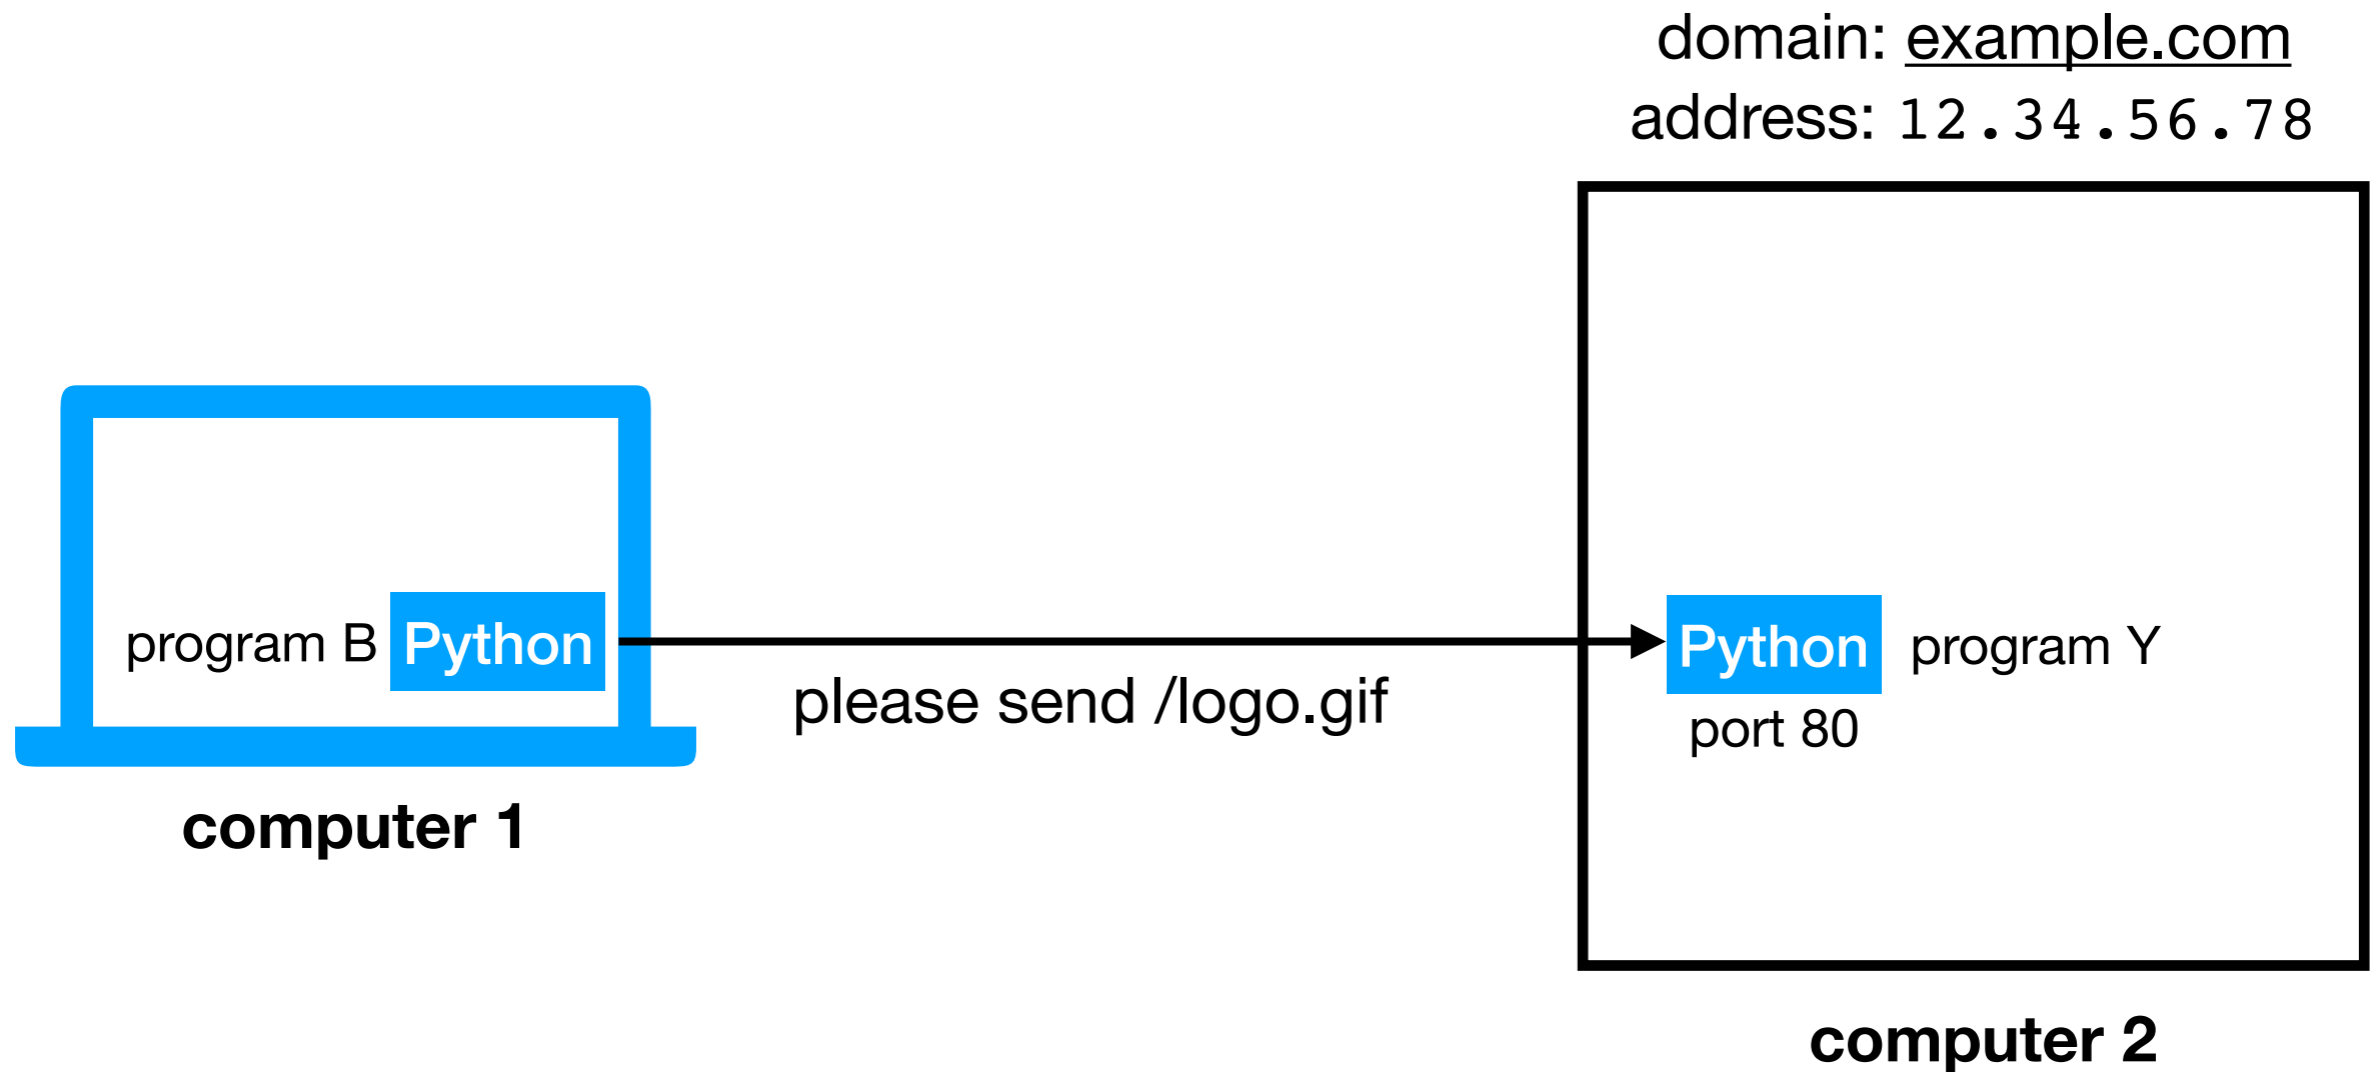 domain: example.com
address: 12.34.56.78
program B Python
please send /logo.gif
Python program Y
port 80
computer 1
computer 2